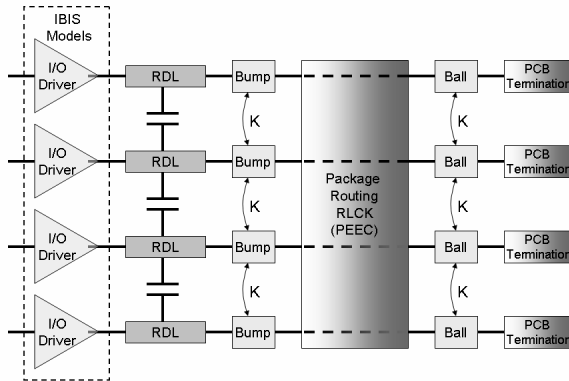 IBIS
Models
I/O
Driver
RDL
Bump
Ball
PCB
Termination
K
K
I/O
Driver
RDL
Bump
Package
Routing
RLCK
(PEEC)
Ball
PCB
Termination
K
K
I/O
Driver
RDL
Bump
Ball
PCB
Termination
K
K
I/O
Driver
RDL
Bump
Ball
PCB
Termination